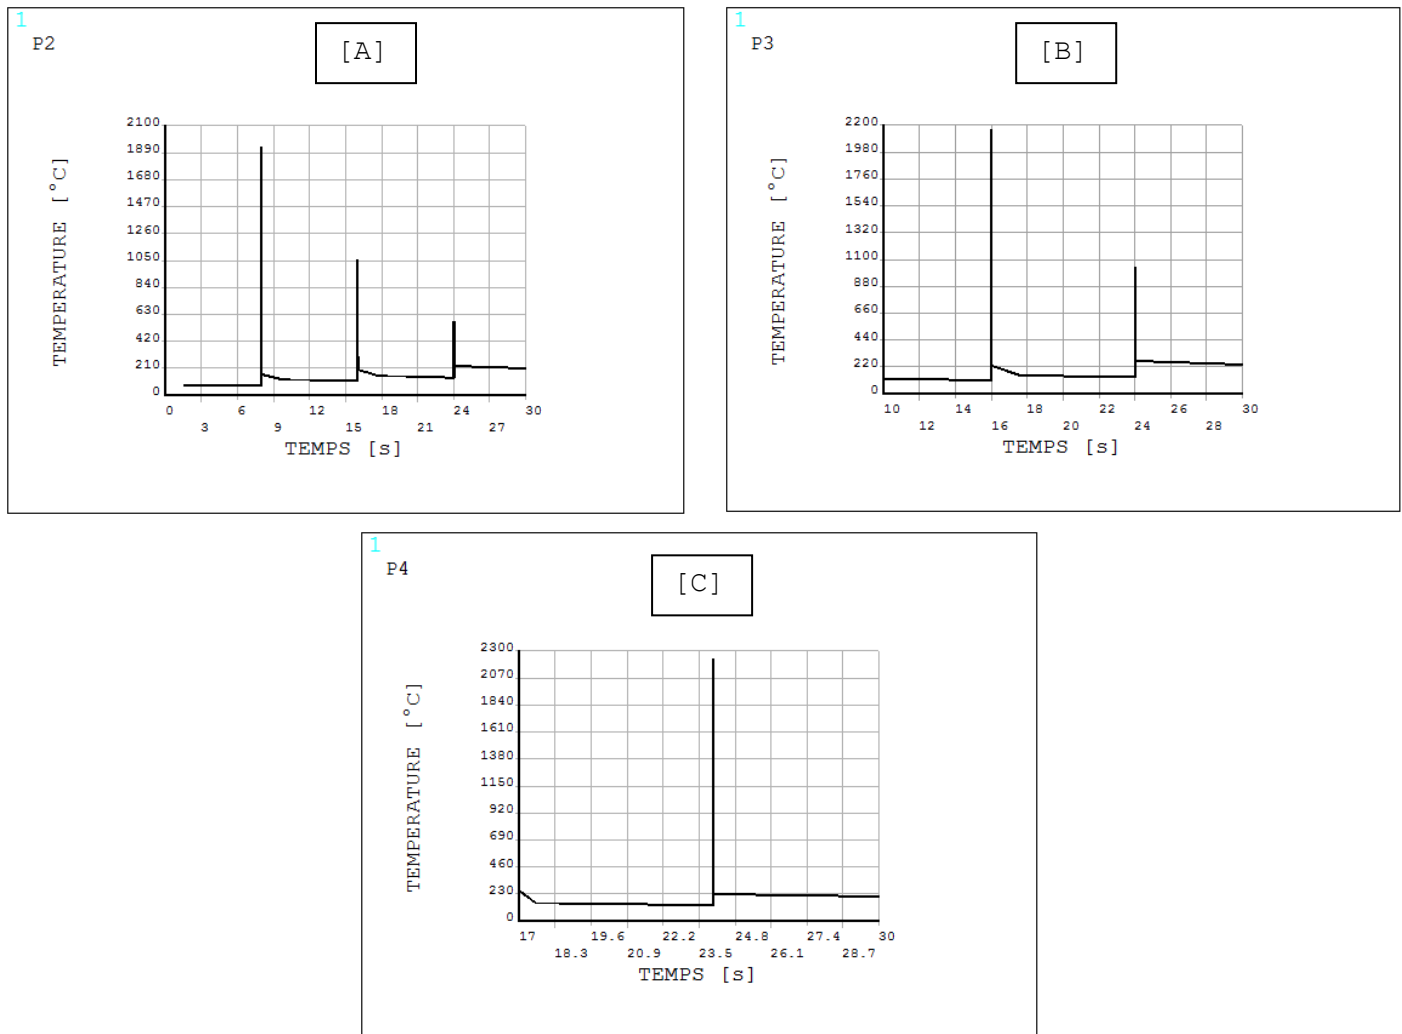 1
P2
[A]
TEMPERATURE [°C]
2100
1890
1680
1470
1260
1050
840
630
420
210
0
0 6 12 18 24 30
3 9 15 21 27
TEMPS [s]
1
P3
[B]
TEMPERATURE [°C]
2200
1980
1760
1540
1320
1100
880
660
440
220
0
10 14 16 18 22 24 26 30
12 20 28
TEMPS [s]
1
P4
[C]
TEMPERATURE [°C]
2300
2070
1840
1610
1380
1150
920
690
460
230
0
17 19.6 22.2 24.8 27.4 30
18.3 20.9 23.5 26.1 28.7
TEMPS [s]